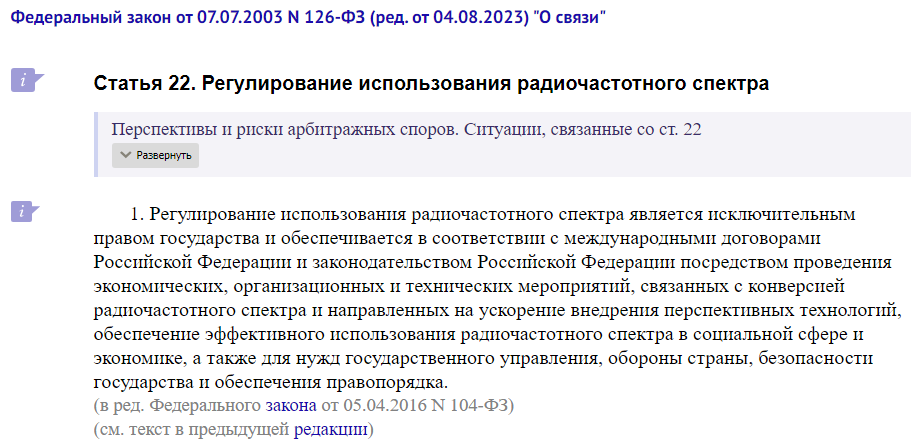 Федеральный закон от 07.07.2003 N 126-ФЗ (ред. от 04.08.2023) "О связи"
i
Статья 22. Регулирование использования радиочастотного спектра
Перспективы и риски арбитражных споров. Ситуации, связанные со ст. 22
Развернуть
i
1. Регулирование использования радиочастотного спектра является исключительным
правом государства и обеспечивается в соответствии с международными договорами
Российской Федерации и законодательством Российской Федерации посредством проведения
экономических, организационных и технических мероприятий, связанных с конверсией
радиочастотного спектра и направленных на ускорение внедрения перспективных технологий,
обеспечение эффективного использования радиочастотного спектра в социальной сфере и
экономике, а также для нужд государственного управления, обороны страны, безопасности
государства и обеспечения правопорядка.
(в ред. Федерального закона от 05.04.2016 N 104-ФЗ)
(см. текст в предыдущей редакции)